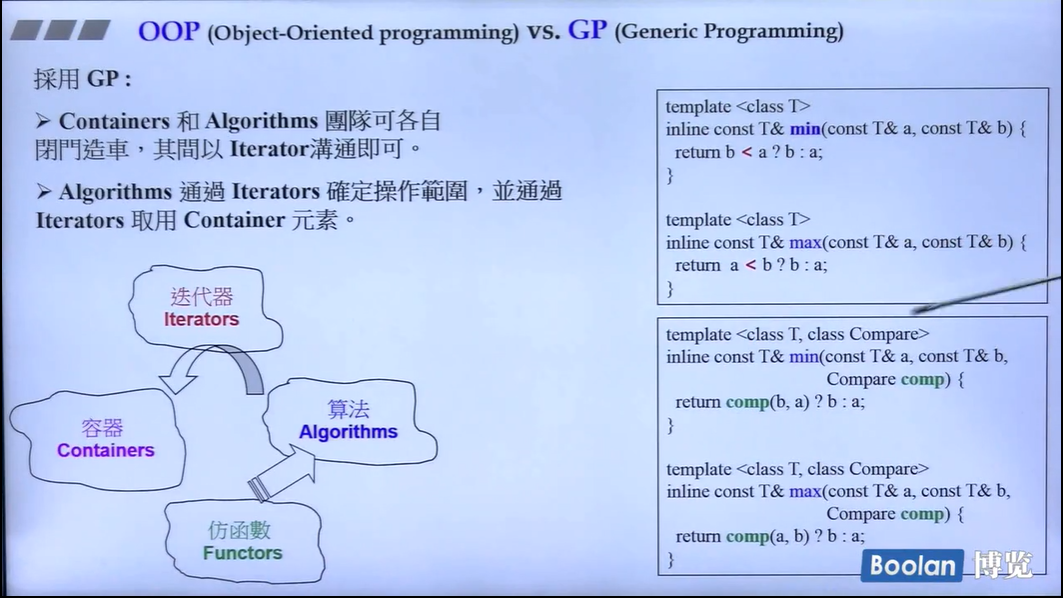 OOP (Object-Oriented programming) vs. GP (Generic Programming)
採用 GP :
➢ Containers 和 Algorithms 團隊可各自
閉門造車，其間以 Iterator溝通即可。
➢ Algorithms 通過 Iterators 確定操作範圍，並通過
Iterators 取用 Container 元素。
迭代器
Iterators
容器
Containers
算法
Algorithms
仿函數
Functors
template <class T>
inline const T& min(const T& a, const T& b) {
return b < a ? b : a;
}
template <class T>
inline const T& max(const T& a, const T& b) {
return a < b ? b : a;
}
template <class T, class Compare>
inline const T& min(const T& a, const T& b,
Compare comp) {
return comp(b, a) ? b : a;
}
template <class T, class Compare>
inline const T& max(const T& a, const T& b,
Compare comp) {
return comp(a, b) ? b : a;
}
Boolan 博览